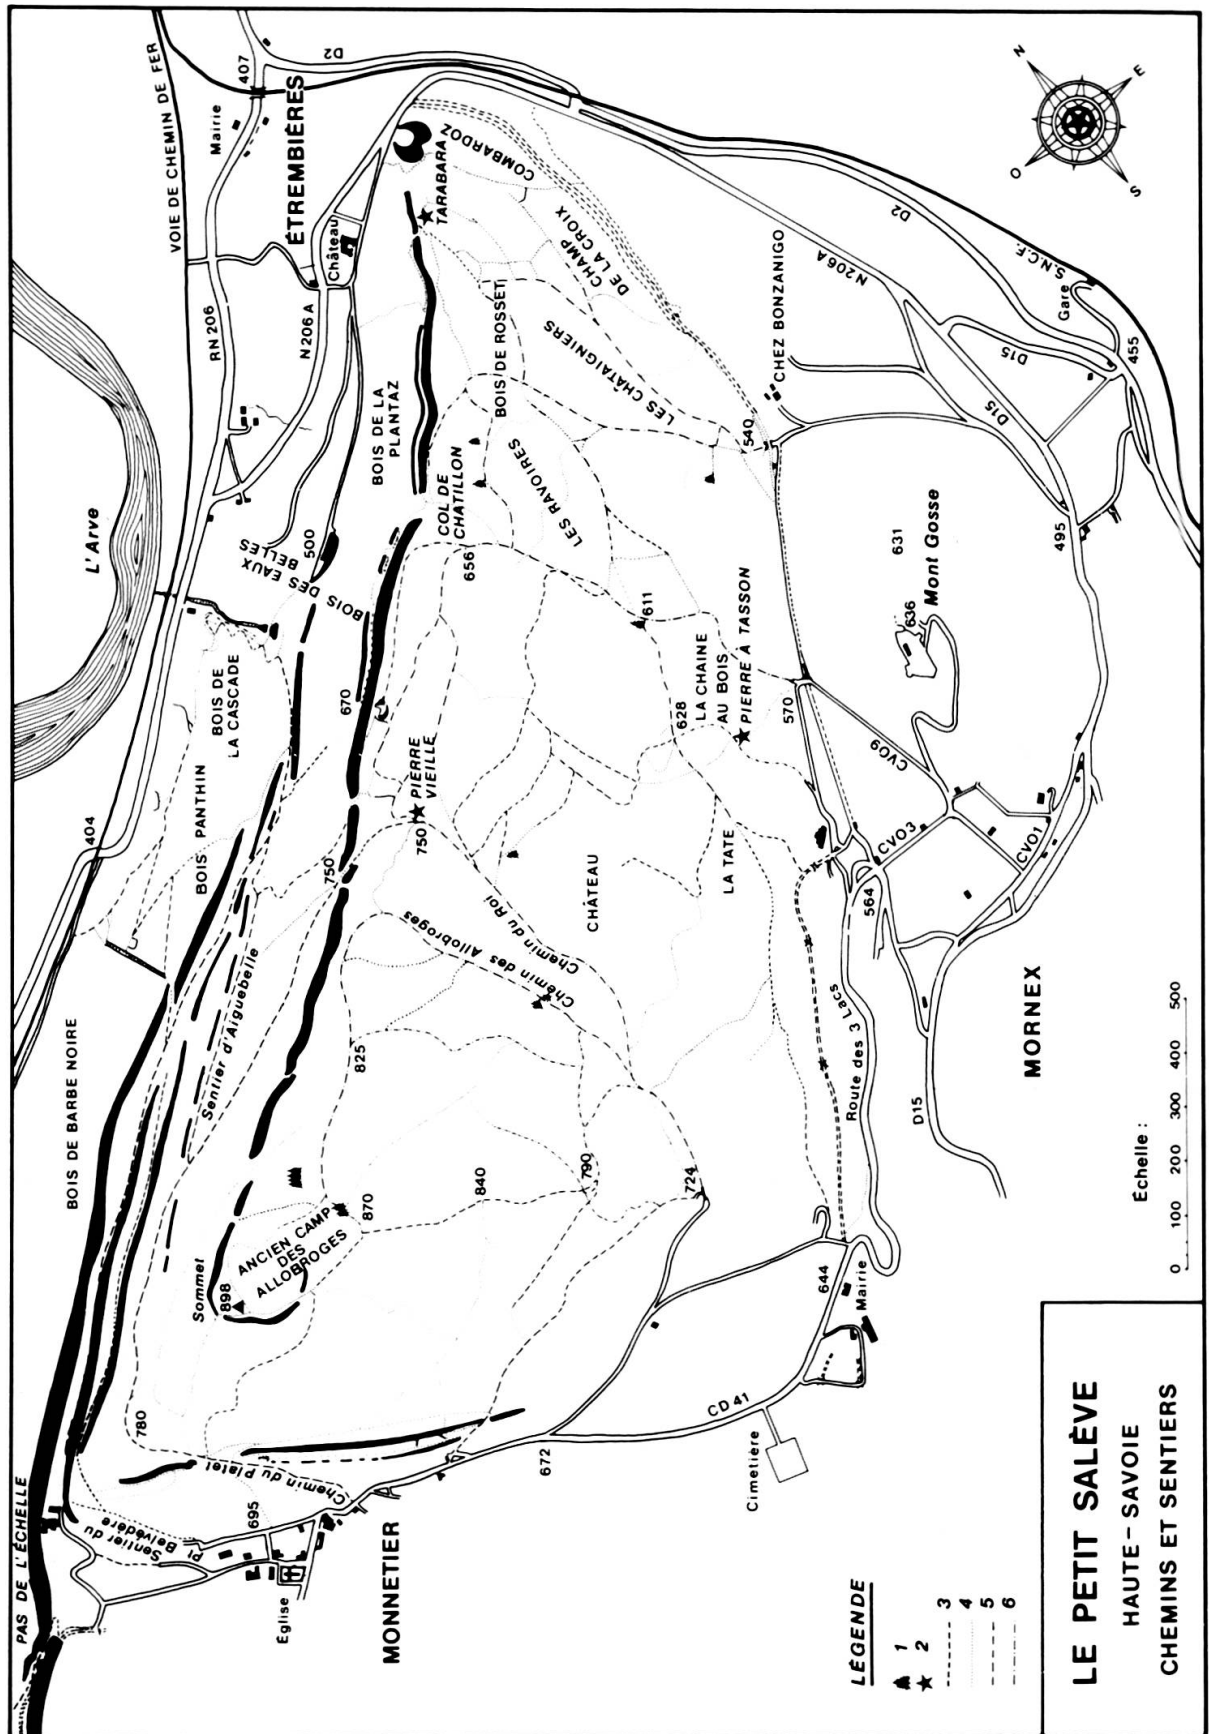 PAS DE L'ÉCHELLE
BOIS DE BARBE NOIRE
404
L'Arve
VOIE DE CHEMIN DE FER
RN 206
Mairie
407
D2
ÉTREMBIÈRES
Château
N 206 A
BOIS PANTHIN
BOIS DE
LA CASCADE
BOIS DES EAUX
BELLES
500
BOIS DE LA
PLANTAZ
TARABARA
COMBARDOZ
N
E
S
O
Sentier d'Aiguebelle
780
Sommet
898
ANCIEN CAMP
DES
ALLOBROGES
870
825
750
670
750
PIERRE
VIEILLE
COL DE
CHATILLON
656
BOIS DE ROSSET
CHAMP
DE LA CROIX
LES RAVOIRES
LES CHÂTAIGNIERS
Sentier du
Pt Belvédère
Chemin du Platet
695
Église
MONNETIER
672
840
790
724
Chemin des Allobroges
Chemin du Roi
CHÂTEAU
LA TATE
628
611
LA CHAINE
AU BOIS
PIERRE À TASSON
570
540
CHEZ BONZANIGO
N206A
D2
S.N.C.F.
Gare
455
D15
D15
495
631
636
Mont Gosse
CVO9
CVO3
CVO1
564
Route des 3 Lacs
D15
MORNEX
644
Mairie
CD 41
Cimetière
Échelle :
0 100 200 300 400 500
LÉGENDE
1
2
3
4
5
6
LE PETIT SALÈVE
HAUTE-SAVOIE
CHEMINS ET SENTIERS